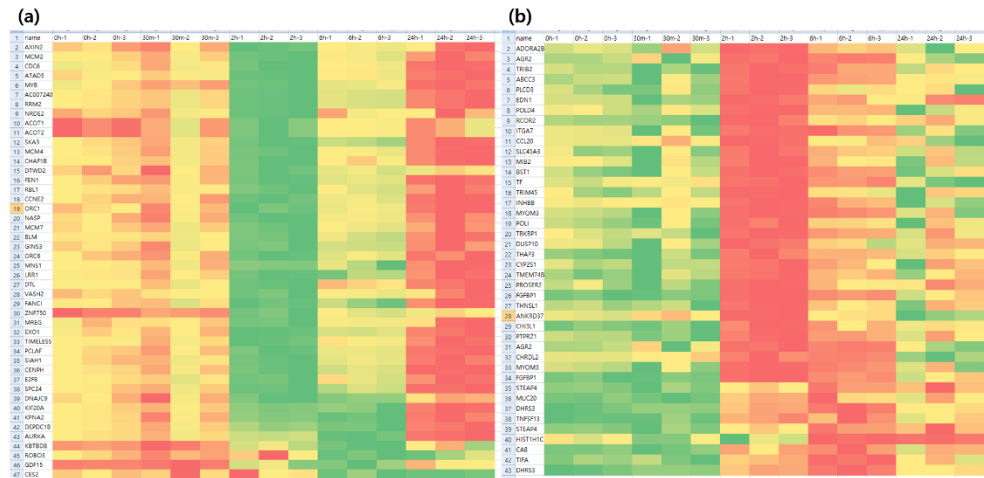 (a)
1 name 0h-1 0h-2 0h-3 30m-1 30m-2 30m-3 2h-1 2h-2 2h-3 6h-1 6h-2 6h-3 24h-1 24h-2 24h-3
2 AXIN2
3 MCM2
4 CDC6
5 ATAD3
6 MYB
7 AC007240
8 RRM2
9 NRDE2
10 ACOT1
11 ACOT2
12 SKA3
13 MCM4
14 CHAF1B
15 DTWD2
16 FEN1
17 RBL1
18 CCNE2
19 ORC1
20 NASP
21 MCM7
22 BLM
23 GINS3
24 ORC6
25 MNS1
26 LRR1
27 DTL
28 VASH2
29 FANCI
30 ZNF750
31 MREG
32 EXO1
33 TIMELESS
34 PCLAF
35 SIAH1
36 CENPH
37 E2F8
38 SPC24
39 DNAJC9
40 KIF20A
41 KPNA2
42 DEPDC1B
43 AURKA
44 KBTBD8
45 ROBO3
46 GDF15
47 CES2
(b)
1 name 0h-1 0h-2 0h-3 30m-1 30m-2 30m-3 2h-1 2h-2 2h-3 6h-1 6h-2 6h-3 24h-1 24h-2 24h-3
2 ADORA2B
3 AGR2
4 TRIB2
5 ABCC3
6 PLCD3
7 EDN1
8 POLD4
9 RCOR2
10 ITGA7
11 CCL20
12 SLC45A3
13 MIB2
14 BST1
15 TF
16 TRIM45
17 INHBB
18 MYOM3
19 POLI
20 TBKBP1
21 DUSP10
22 THAP3
23 CYP2S1
24 TMEM74B
25 PROSER2
26 FGFBP1
27 THNSL1
28 ANKRD37
29 CHI3L1
30 PTPRZ1
31 AGR2
32 CHRDL2
33 MYOM3
34 FGFBP1
35 STEAP4
36 MUC20
37 DHRS3
38 TNFSF13
39 STEAP4
40 HIST1H1C
41 CA8
42 TIFA
43 DHRS3